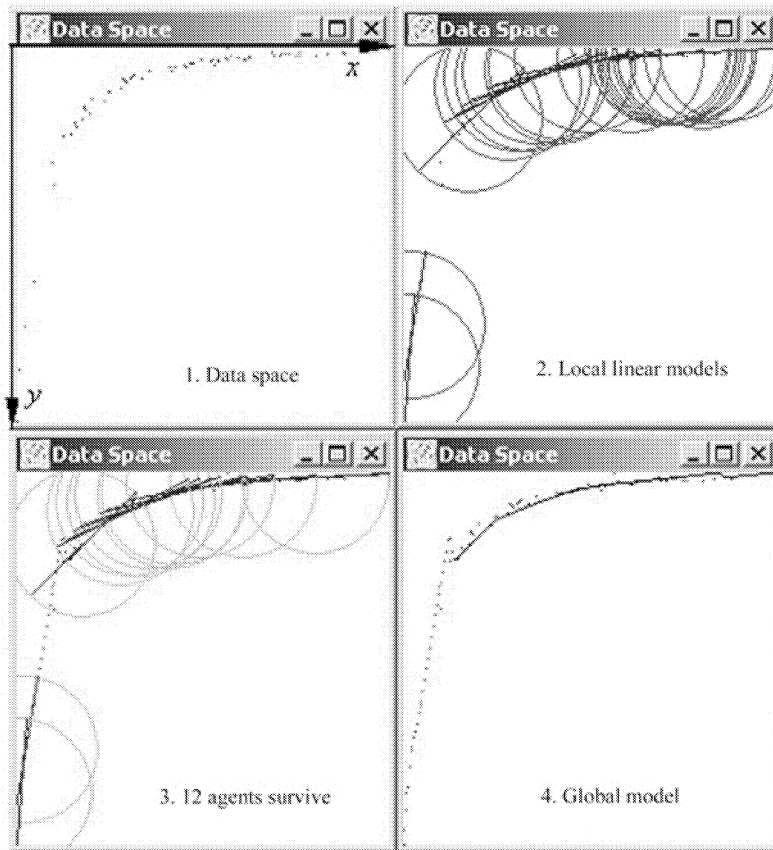 Data Space
x
y
1. Data space
Data Space
2. Local linear models
Data Space
3. 12 agents survive
Data Space
4. Global model